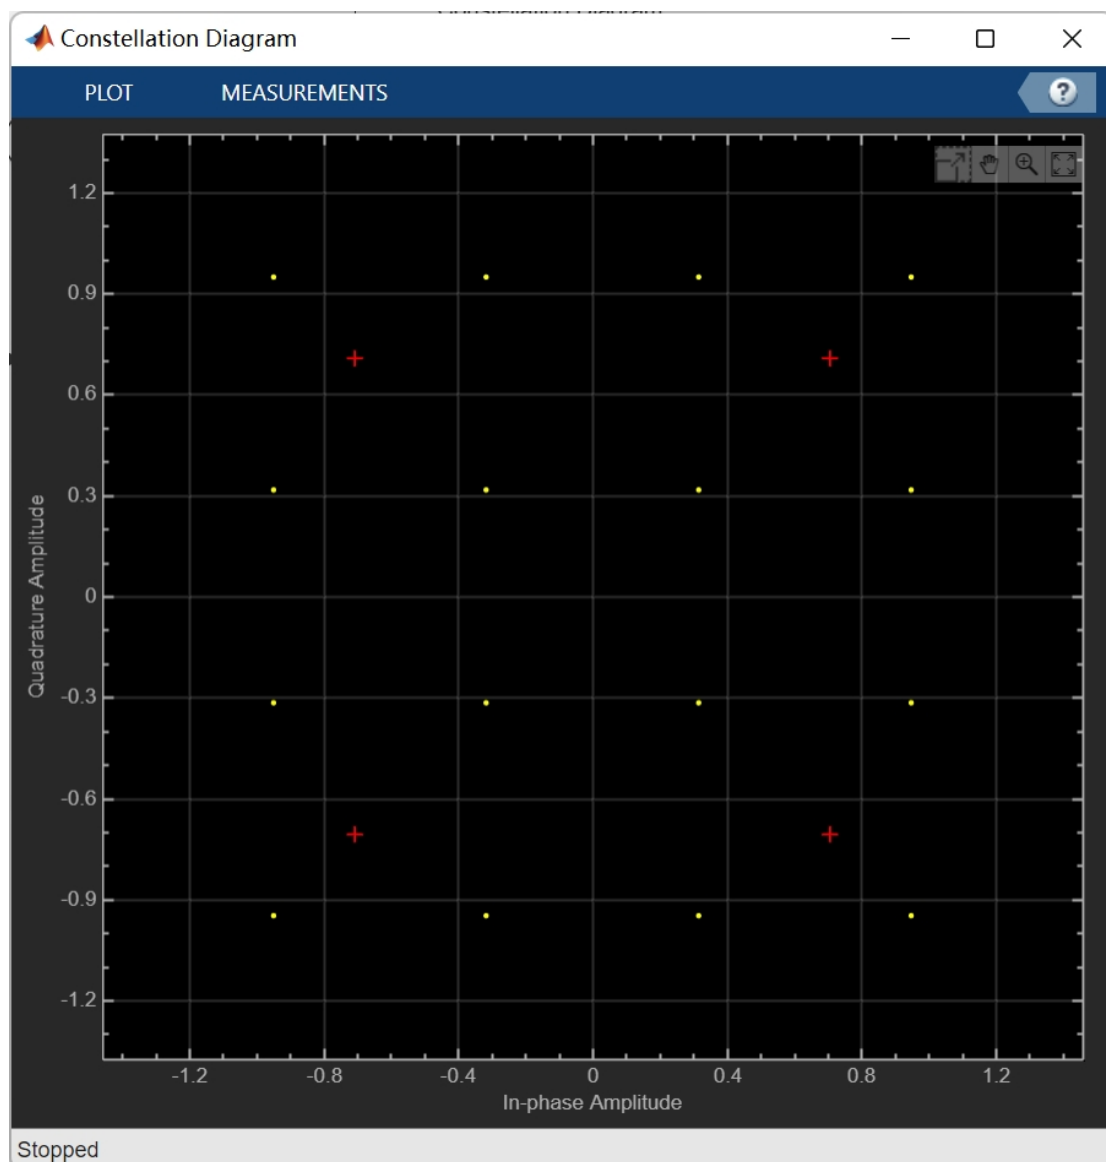 Constellation Diagram
Constellation Diagram
PLOT MEASUREMENTS ?
1.2
0.9
0.6
0.3
0
-0.3
-0.6
-0.9
-1.2
Quadrature Amplitude
-1.2 -0.8 -0.4 0 0.4 0.8 1.2
In-phase Amplitude
Stopped